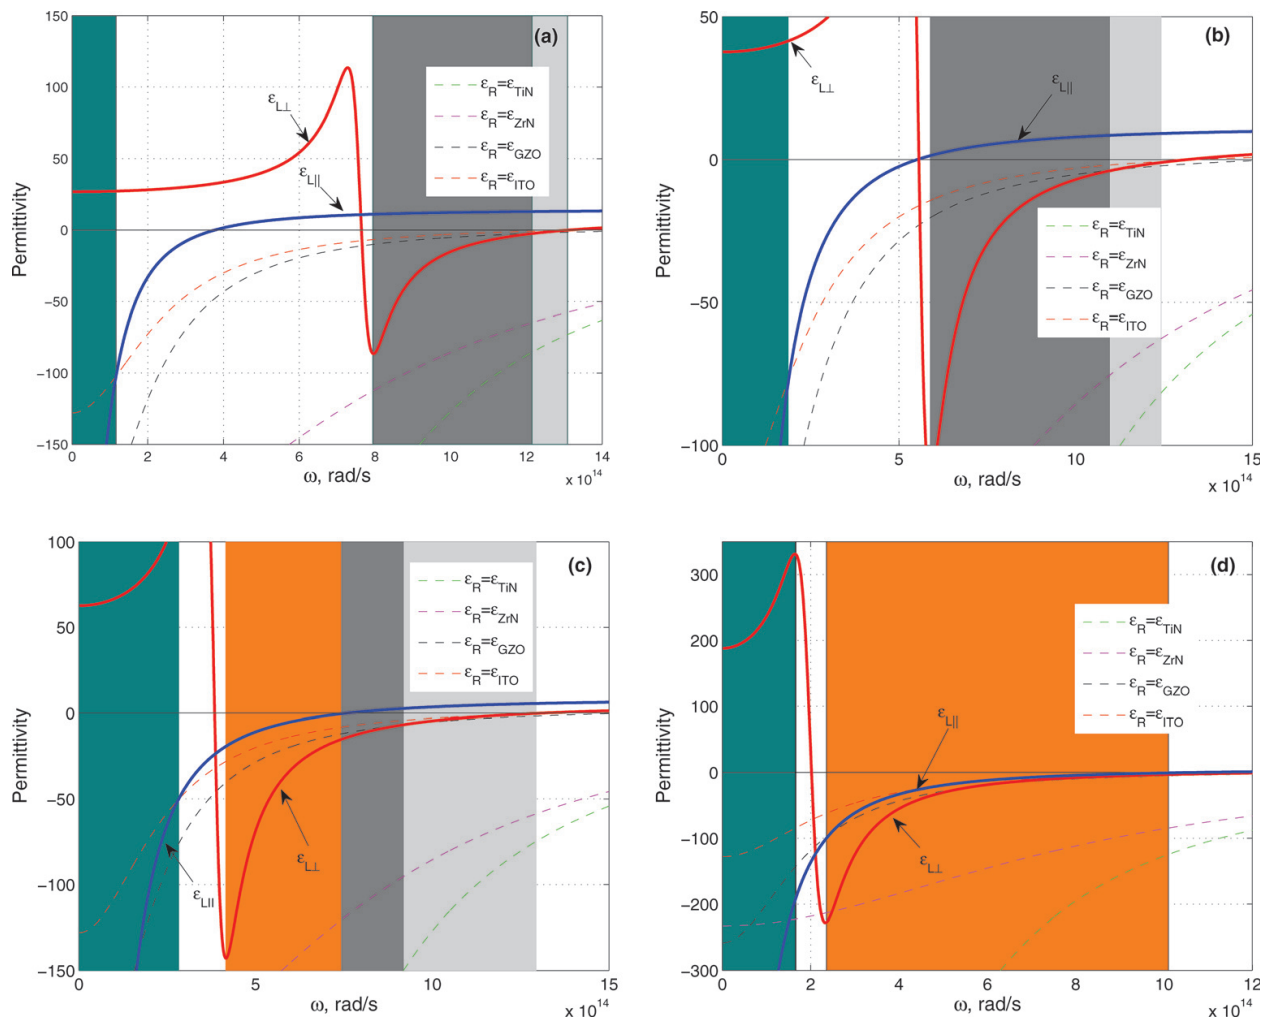 (a)
Permittivity
150
100
50
0
−50
−100
−150
ε_L⊥
ε_L||
ε_R=ε_TiN
ε_R=ε_ZrN
ε_R=ε_GZO
ε_R=ε_ITO
0 2 4 6 8 10 12 14
ω, rad/s
x 10^14
(b)
Permittivity
50
0
−50
−100
ε_L⊥
ε_L||
ε_R=ε_TiN
ε_R=ε_ZrN
ε_R=ε_GZO
ε_R=ε_ITO
0 5 10 15
ω, rad/s
x 10^14
(c)
Permittivity
100
50
0
−50
−100
−150
ε_R=ε_TiN
ε_R=ε_ZrN
ε_R=ε_GZO
ε_R=ε_ITO
ε_L||
ε_L⊥
0 5 10 15
ω, rad/s
x 10^14
(d)
Permittivity
300
200
100
0
−100
−200
−300
ε_R=ε_TiN
ε_R=ε_ZrN
ε_R=ε_GZO
ε_R=ε_ITO
ε_L||
ε_L⊥
0 2 4 6 8 10 12
ω, rad/s
x 10^14